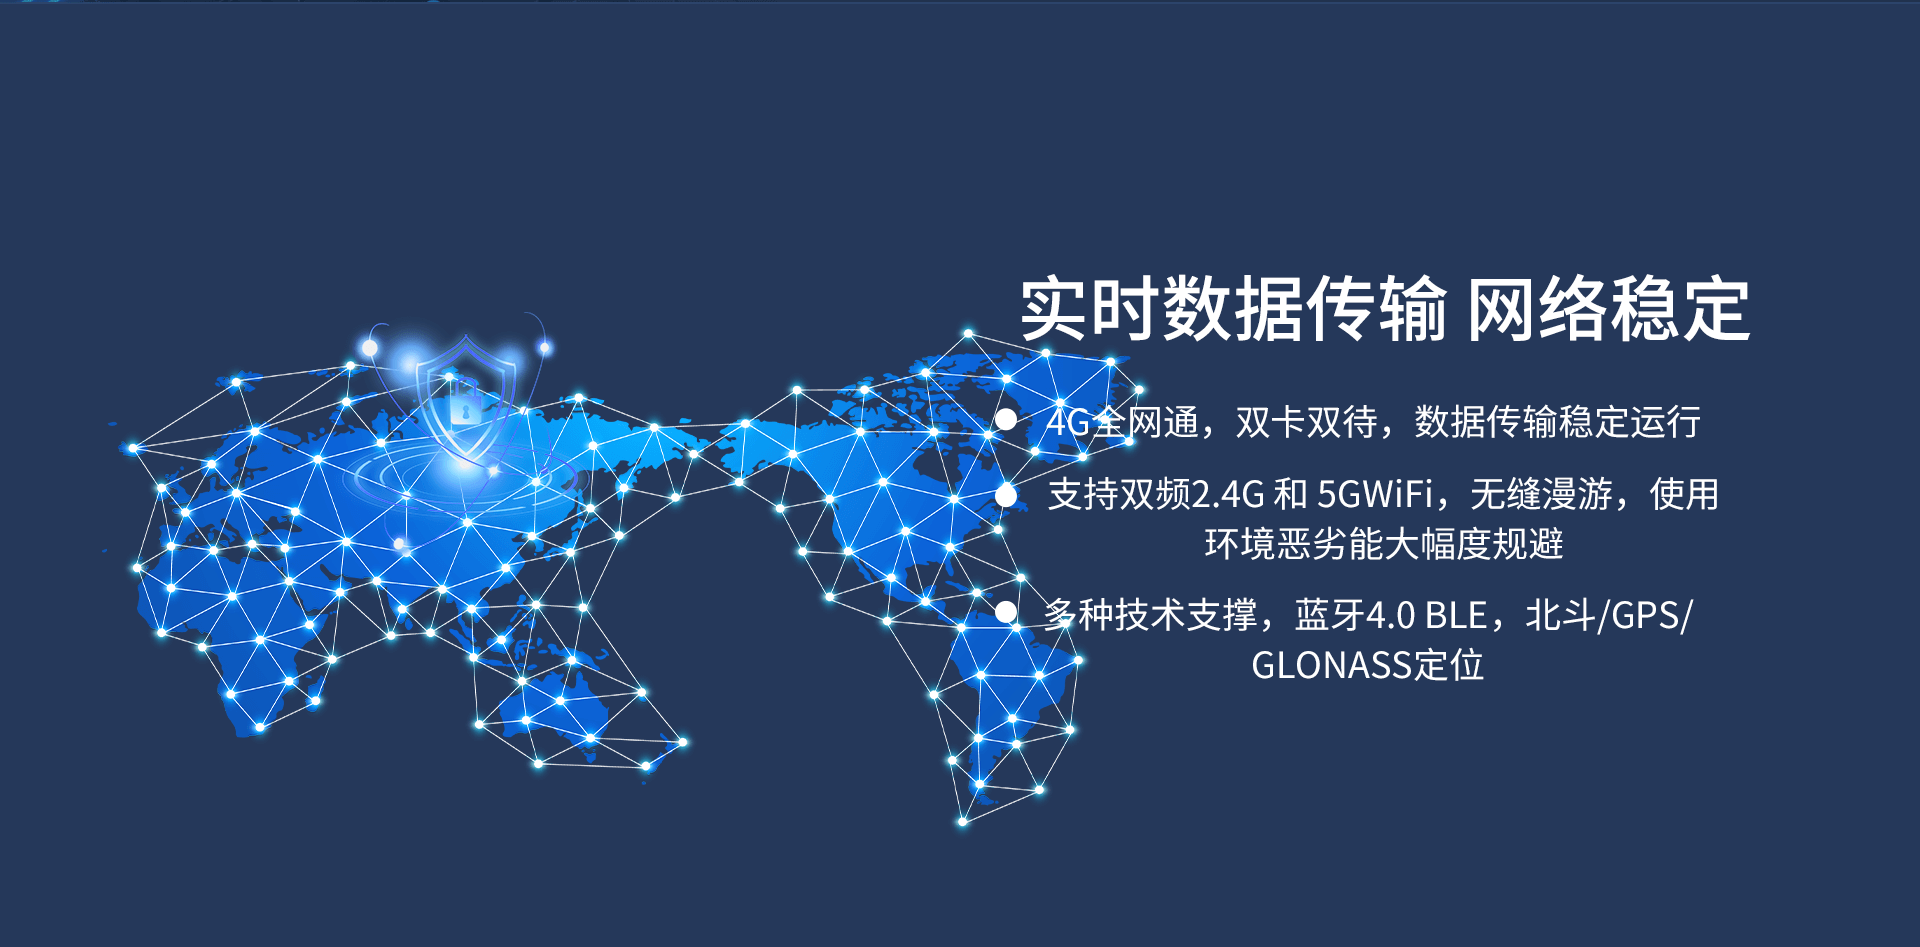 实时数据传输 网络稳定
4G全网通，双卡双待，数据传输稳定运行
支持双频2.4G 和 5GWiFi，无缝漫游，使用
环境恶劣能大幅度规避
多种技术支撑，蓝牙4.0 BLE，北斗/GPS/
GLONASS定位